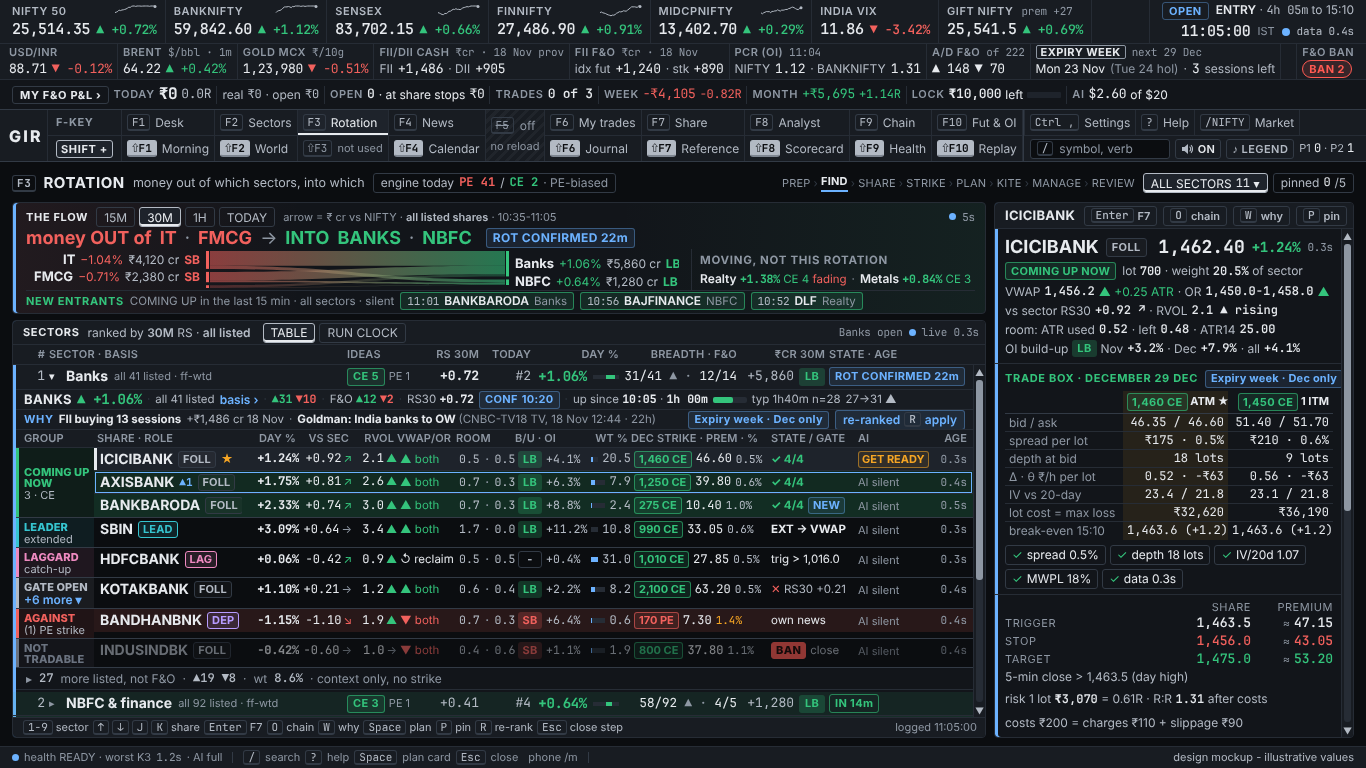 NIFTY 50 BANKNIFTY SENSEX FINNIFTY MIDCPNIFTY INDIA VIX GIFT NIFTY prem +27 OPEN ENTRY · 4h 05m to 15:10
25,514.35 ▲ +0.72% 59,842.60 ▲ +1.12% 83,702.15 ▲ +0.66% 27,486.90 ▲ +0.91% 13,402.70 ▲ +0.29% 11.86 ▼ -3.42% 25,541.5 ▲ +0.69% 11:05:00 IST ● data 0.4s
USD/INR BRENT $/bbl · 1m GOLD MCX ₹/10g FII/DII CASH ₹cr · 18 Nov prov FII F&O ₹cr · 18 Nov PCR (OI) 11:04 A/D F&O of 222 EXPIRY WEEK next 29 Dec F&O BAN
88.71 ▼ -0.12% 64.22 ▲ +0.42% 1,23,980 ▼ -0.51% FII +1,486 · DII +905 idx fut +1,240 · stk +890 NIFTY 1.12 · BANKNIFTY 1.31 ▲ 148 ▼ 70 Mon 23 Nov (Tue 24 hol) · 3 sessions left BAN 2
MY F&O P&L › TODAY ₹0 0.0R real ₹0 · open ₹0 OPEN 0 · at share stops ₹0 TRADES 0 of 3 WEEK -₹4,105 -0.82R MONTH +₹5,695 +1.14R LOCK ₹10,000 left AI $2.60 of $20
GIR F-KEY F1 Desk F2 Sectors F3 Rotation F4 News F5 off no reload F6 My trades F7 Share F8 Analyst F9 Chain F10 Fut & OI Ctrl , Settings ? Help /NIFTY Market
SHIFT + ⇧F1 Morning ⇧F2 World ⇧F3 not used ⇧F4 Calendar ⇧F6 Journal ⇧F7 Reference ⇧F8 Scorecard ⇧F9 Health ⇧F10 Replay / symbol, verb ON ♪ LEGEND P1 0 · P2 1
F3 ROTATION money out of which sectors, into which engine today PE 41 / CE 2 · PE-biased PREP › FIND › SHARE › STRIKE › PLAN › KITE › MANAGE › REVIEW ALL SECTORS 11 ▾ pinned 0 /5
THE FLOW 15M 30M 1H TODAY arrow = ₹ cr vs NIFTY · all listed shares · 10:35-11:05 ● 5s
money OUT of IT · FMCG → INTO BANKS · NBFC ROT CONFIRMED 22m
IT −1.04% ₹4,120 cr SB Banks +1.06% ₹5,860 cr LB MOVING, NOT THIS ROTATION
FMCG −0.71% ₹2,380 cr SB NBFC +0.64% ₹1,280 cr LB Realty +1.38% CE 4 fading · Metals +0.84% CE 3
NEW ENTRANTS COMING UP in the last 15 min · all sectors · silent 11:01 BANKBARODA Banks 10:56 BAJFINANCE NBFC 10:52 DLF Realty
SECTORS ranked by 30M RS · all listed TABLE RUN CLOCK Banks open ● live 0.3s
# SECTOR · BASIS IDEAS RS 30M TODAY DAY % BREADTH · F&O ₹CR 30M STATE · AGE
1 ▾ Banks all 41 listed · ff-wtd CE 5 PE 1 +0.72 #2 +1.06% 31/41 ▲ · 12/14 +5,860 LB ROT CONFIRMED 22m
BANKS ▲ +1.06% · all 41 listed basis › ▲31 ▼10 · F&O ▲12 ▼2 · RS30 +0.72 CONF 10:20 · up since 10:05 · 1h 00m typ 1h40m n=28 27→31 ▲
WHY FII buying 13 sessions +₹1,486 cr 18 Nov · Goldman: India banks to OW (CNBC-TV18 TV, 18 Nov 12:44 · 22h) Expiry week · Dec only re-ranked R apply
GROUP SHARE · ROLE DAY % VS SEC RVOL VWAP/OR ROOM B/U · OI WT % DEC STRIKE · PREM · % STATE / GATE AI AGE
COMING UP NOW 3 · CE
ICICIBANK FOLL ★ +1.24% +0.92 ↗ 2.1 ▲ ▲ both 0.5 · 0.5 LB +4.1% 20.5 1,460 CE 46.60 0.5% ✓ 4/4 GET READY 0.3s
AXISBANK ▲1 FOLL +1.75% +0.81 ↗ 2.6 ▲ ▲ both 0.7 · 0.3 LB +6.3% 7.9 1,250 CE 39.80 0.6% ✓ 4/4 AI silent 0.4s
BANKBARODA FOLL +2.33% +0.74 ↗ 3.0 ▲ ▲ both 0.7 · 0.3 LB +8.8% 2.4 275 CE 10.40 1.0% ✓ 4/4 NEW AI silent 0.5s
LEADER extended SBIN LEAD +3.09% +0.64 → 3.4 ▲ ▲ both 1.7 · 0.0 LB +11.2% 10.8 990 CE 33.05 0.6% EXT → VWAP AI silent 0.3s
LAGGARD catch-up HDFCBANK LAG +0.06% -0.42 ↗ 0.9 ▲ ↻ reclaim 0.5 · 0.5 - +0.4% 31.0 1,010 CE 27.85 0.5% trig > 1,016.0 AI silent 0.3s
GATE OPEN +6 more ▾ KOTAKBANK FOLL +1.10% +0.21 → 1.2 ▲ ▲ both 0.6 · 0.4 LB +2.2% 8.2 2,100 CE 63.20 0.5% ✕ RS30 +0.21 AI silent 0.4s
AGAINST (1) PE strike BANDHANBNK DEP -1.15% -1.10 ↘ 1.9 ▲ ▼ both 0.7 · 0.3 SB +6.4% 0.6 170 PE 7.30 1.4% own news AI silent 0.4s
NOT TRADABLE INDUSINDBK FOLL -0.42% -0.60 → 1.0 → ▼ both 0.4 · 0.6 SB +1.1% 1.9 800 CE 37.80 1.1% BAN close AI silent 0.4s
▸ 27 more listed, not F&O · ▲19 ▼8 · wt 8.6% · context only, no strike
2 ▸ NBFC & finance all 92 listed · ff-wtd CE 3 PE 1 +0.41 #4 +0.64% 58/92 ▲ · 4/5 +1,280 LB IN 14m
1-9 sector ↑ ↓ J K share Enter F7 O chain W why Space plan P pin R re-rank Esc close step logged 11:05:00
ICICIBANK Enter F7 O chain W why P pin
ICICIBANK FOLL 1,462.40 +1.24% 0.3s
COMING UP NOW lot 700 · weight 20.5% of sector
VWAP 1,456.2 ▲ +0.25 ATR · OR 1,450.0-1,458.0 ▲
vs sector RS30 +0.92 ↗ · RVOL 2.1 ▲ rising
room: ATR used 0.52 · left 0.48 · ATR14 25.00
OI build-up LB Nov +3.2% · Dec +7.9% · all +4.1%
TRADE BOX · DECEMBER 29 DEC Expiry week · Dec only
1,460 CE ATM ★ 1,450 CE 1 ITM
bid / ask 46.35 / 46.60 51.40 / 51.70
spread per lot ₹175 · 0.5% ₹210 · 0.6%
depth at bid 18 lots 9 lots
Δ · Θ ₹/h per lot 0.52 · -₹63 0.56 · -₹63
IV vs 20-day 23.4 / 21.8 23.1 / 21.8
lot cost = max loss ₹32,620 ₹36,190
break-even 15:10 1,463.6 (+1.2) 1,463.6 (+1.2)
✓ spread 0.5% ✓ depth 18 lots ✓ IV/20d 1.07
✓ MWPL 18% ✓ data 0.3s
SHARE PREMIUM
TRIGGER 1,463.5 ≈ 47.15
STOP 1,456.0 ≈ 43.05
TARGET 1,475.0 ≈ 53.20
5-min close > 1,463.5 (day high)
risk 1 lot ₹3,070 = 0.61R · R:R 1.31 after costs
costs ₹200 = charges ₹110 + slippage ₹90
● health READY · worst K3 1.2s · AI full / search ? help Space plan card Esc close phone /m design mockup - illustrative values